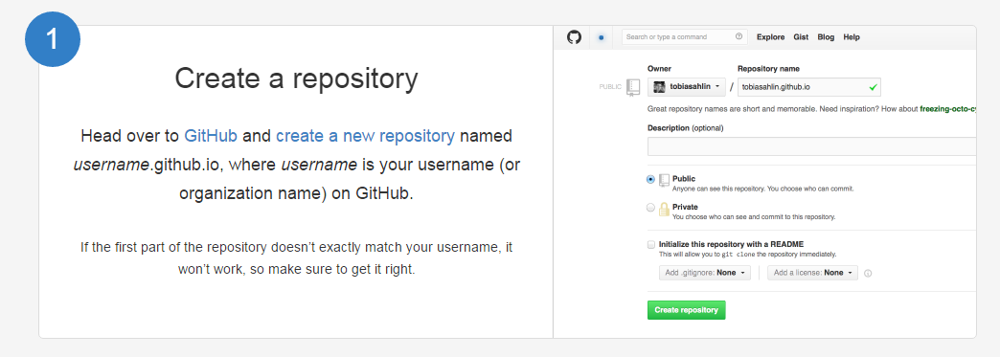 1
Create a repository
Head over to GitHub and create a new repository named
username.github.io, where username is your username (or
organization name) on GitHub.
If the first part of the repository doesn’t exactly match your username, it
won’t work, so make sure to get it right.
Search or type a command
Explore Gist Blog Help
Owner Repository name
PUBLIC tobiasahlin / tobiasahlin.github.io
Great repository names are short and memorable. Need inspiration? How about freezing-octo-cy
Description (optional)
Public
Anyone can see this repository. You choose who can commit.
Private
You choose who can see and commit to this repository.
Initialize this repository with a README
This will allow you to git clone the repository immediately.
Add .gitignore: None Add a license: None
Create repository